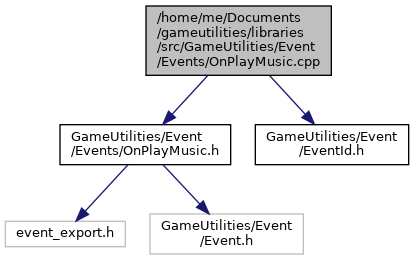 /home/me/Documents
/gameutilities/libraries
/src/GameUtilities/Event
/Events/OnPlayMusic.cpp
GameUtilities/Event
/Events/OnPlayMusic.h
GameUtilities/Event
/EventId.h
event_export.h
GameUtilities/Event
/Event.h